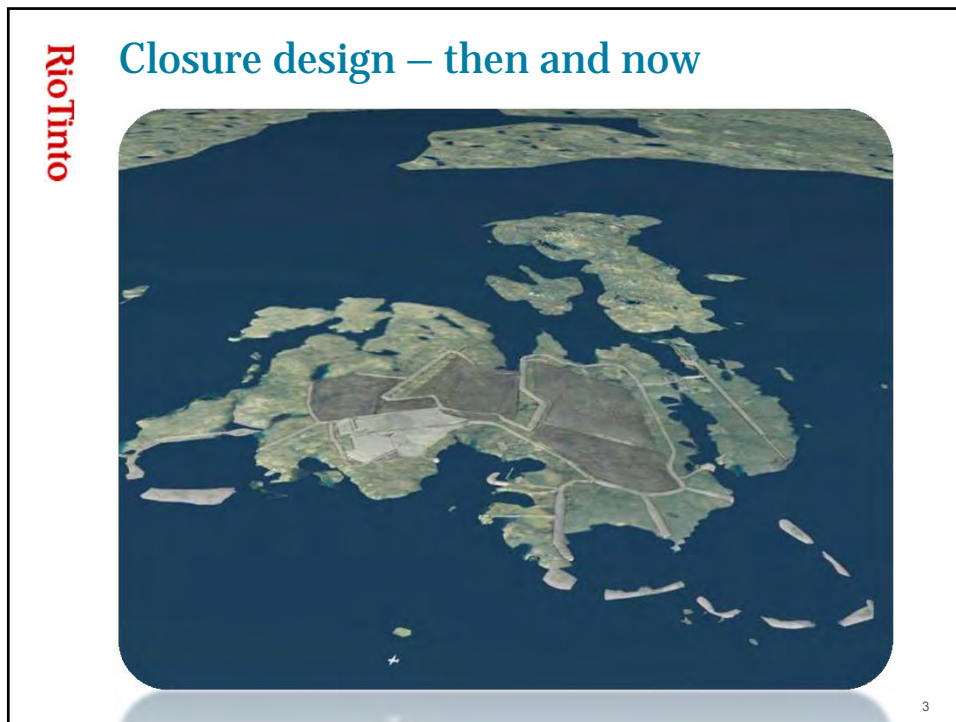 RioTinto
Closure design – then and now
3